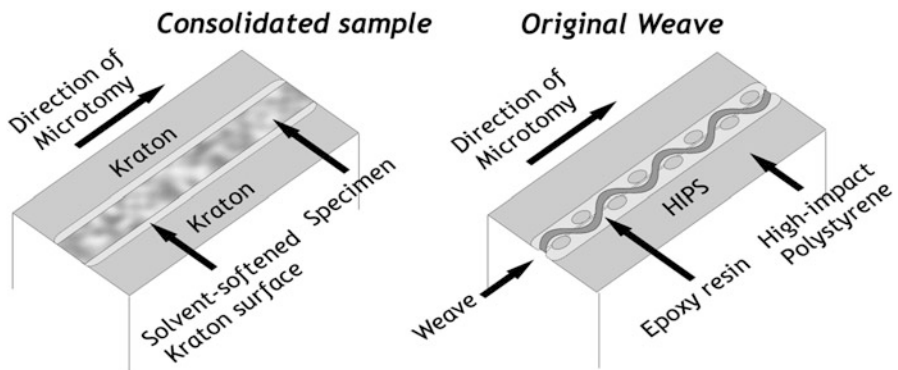 Consolidated sample
Direction of
Microtomy
Kraton
Kraton
Specimen
Solvent-softened
Kraton surface
Original Weave
Direction of
Microtomy
HIPS
Weave
Epoxy resin
High-impact
Polystyrene